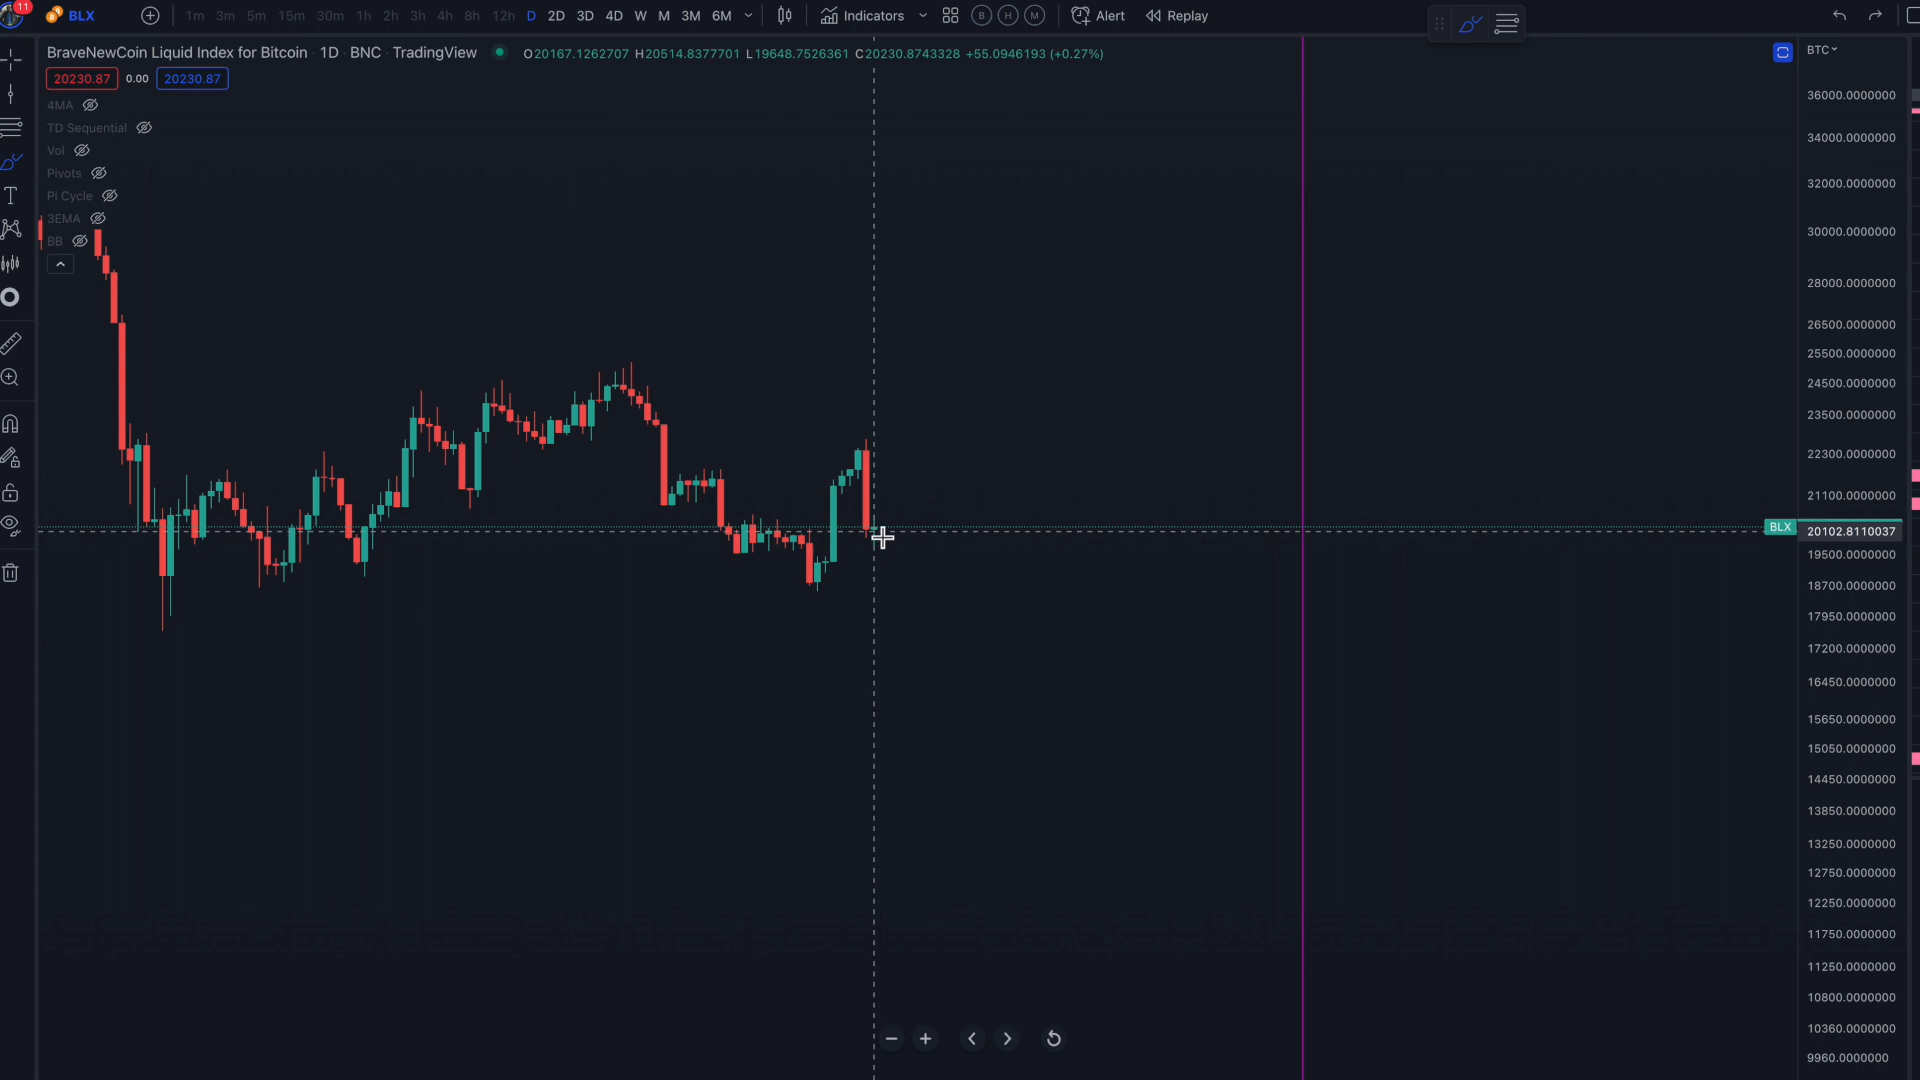 11 BLX 1m 3m 5m 15m 30m 1h 2h 3h 4h 8h 12h D 2D 3D 4D W M 3M 6M Indicators B H M Alert Replay
BraveNewCoin Liquid Index for Bitcoin · 1D · BNC · TradingView O20167.1262707 H20514.8377701 L19648.7526361 C20230.8743328 +55.0946193 (+0.27%)
BTC
20230.87 0.00 20230.87
4MA
TD Sequential
Vol
Pivots
Pi Cycle
3EMA
BB
36000.0000000
34000.0000000
32000.0000000
30000.0000000
28000.0000000
26500.0000000
25500.0000000
24500.0000000
23500.0000000
22300.0000000
21100.0000000
BLX 20102.8110037
19500.0000000
18700.0000000
17950.0000000
17200.0000000
16450.0000000
15650.0000000
15050.0000000
14450.0000000
13850.0000000
13250.0000000
12750.0000000
12250.0000000
11750.0000000
11250.0000000
10800.0000000
10360.0000000
9960.0000000